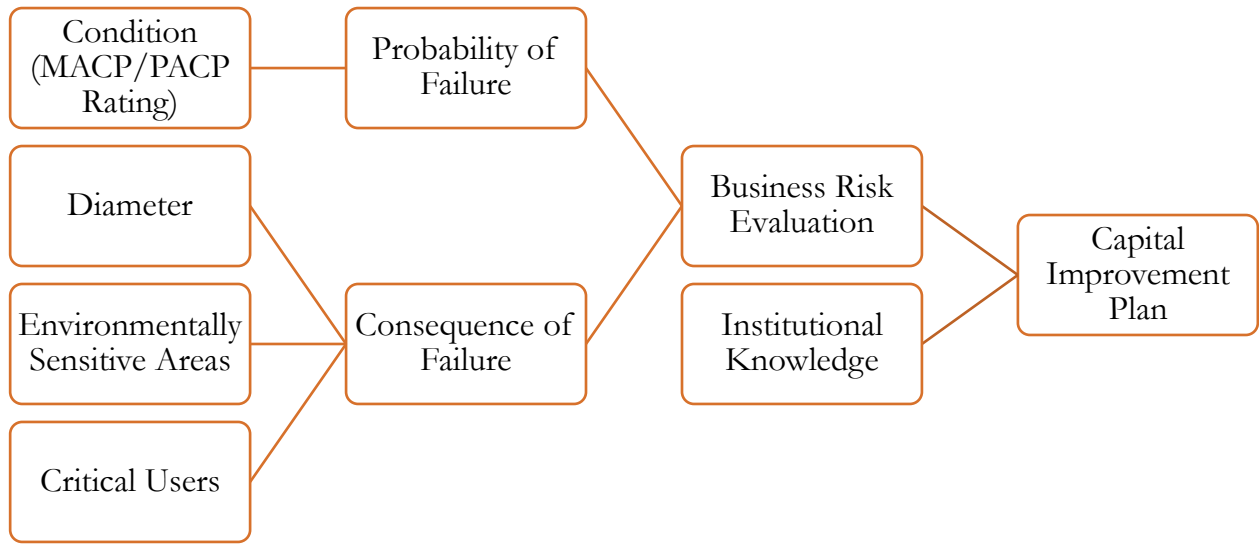 Condition
(MACP/PACP
Rating)
Probability of
Failure
Diameter
Business Risk
Evaluation
Capital
Improvement
Plan
Environmentally
Sensitive Areas
Consequence of
Failure
Institutional
Knowledge
Critical Users